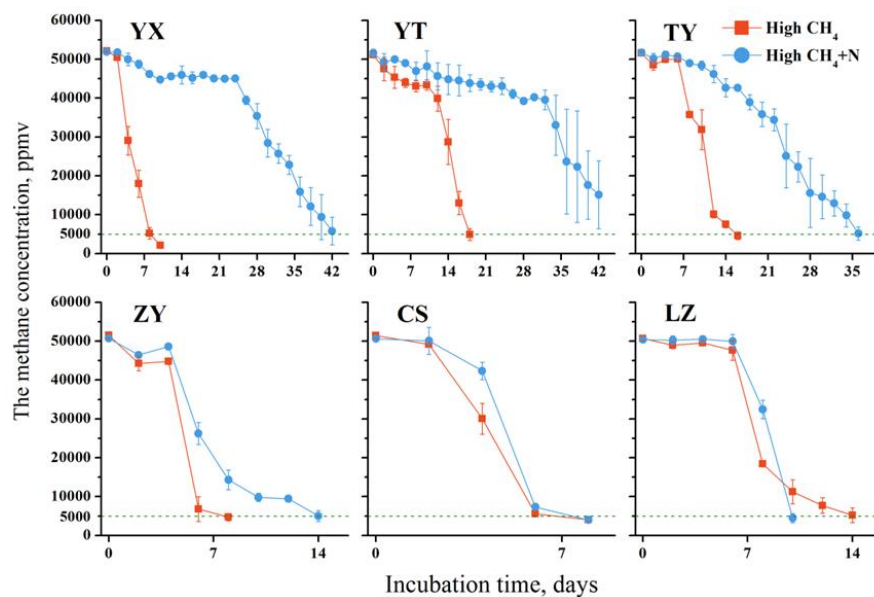 YX
YT
TY
High CH₄
High CH₄+N
60000
50000
40000
30000
20000
10000
5000
0
0 7 14 21 28 35 42
0 7 14 21 28 35 42
0 7 14 21 28 35
The methane concentration, ppmv
ZY
CS
LZ
60000
50000
40000
30000
20000
10000
5000
0
0 7 14
0 7
0 7 14
Incubation time, days